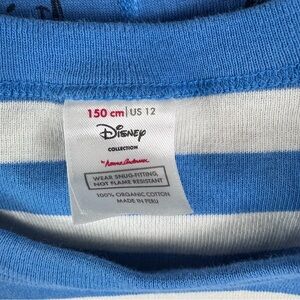 150 cm | US 12
Disney
COLLECTION
by Hanna Andersson
WEAR SNUG-FITTING,
NOT FLAME RESISTANT
100% ORGANIC COTTON
MADE IN PERU